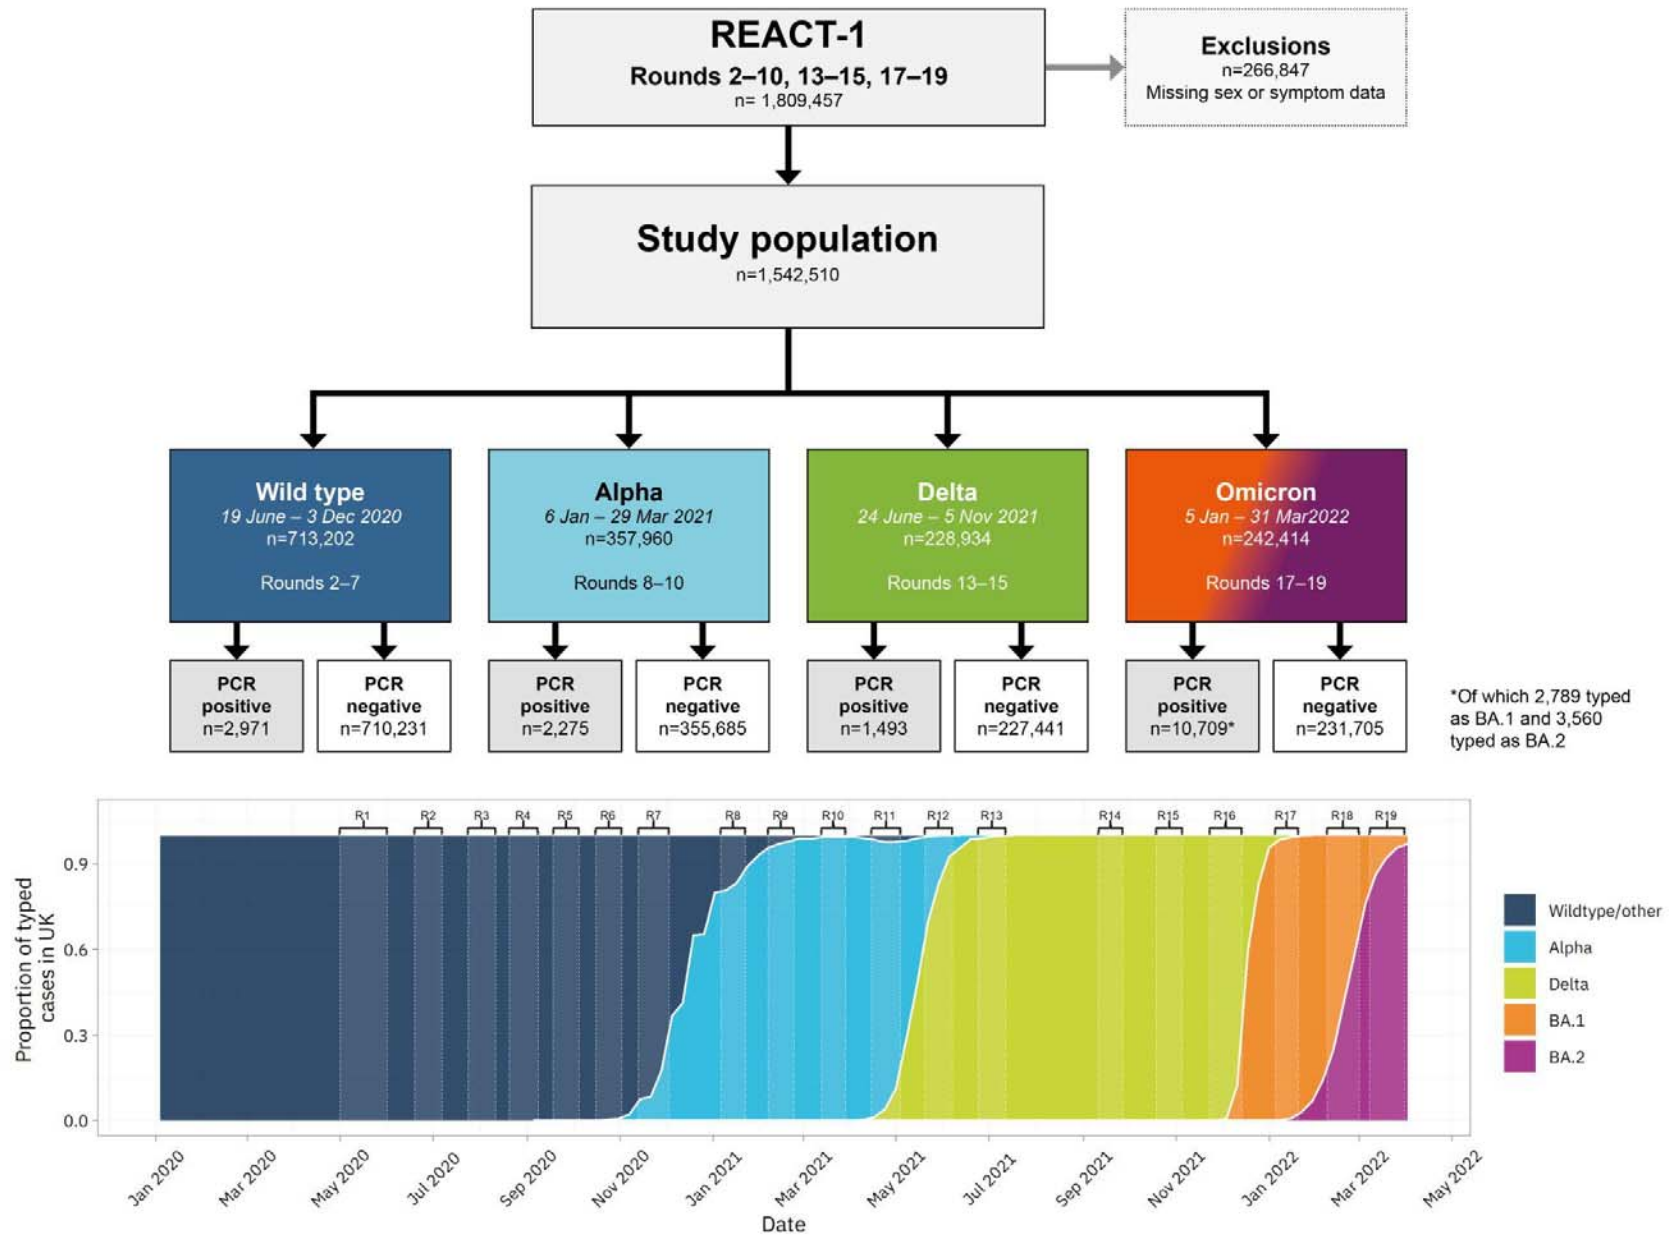 REACT-1
Rounds 2–10, 13–15, 17–19
n= 1,809,457
Exclusions
n=266,847
Missing sex or symptom data
Study population
n=1,542,510
Wild type
19 June – 3 Dec 2020
n=713,202
Rounds 2–7
Alpha
6 Jan – 29 Mar 2021
n=357,960
Rounds 8–10
Delta
24 June – 5 Nov 2021
n=228,934
Rounds 13–15
Omicron
5 Jan – 31 Mar2022
n=242,414
Rounds 17–19
PCR
positive
n=2,971
PCR
negative
n=710,231
PCR
positive
n=2,275
PCR
negative
n=355,685
PCR
positive
n=1,493
PCR
negative
n=227,441
PCR
positive
n=10,709*
PCR
negative
n=231,705
*Of which 2,789 typed
as BA.1 and 3,560
typed as BA.2
R1 R2 R3 R4 R5 R6 R7 R8 R9 R10 R11 R12 R13 R14 R15 R16 R17 R18 R19
Proportion of typed
cases in UK
0.9
0.6
0.3
0.0
Jan 2020 Mar 2020 May 2020 Jul 2020 Sep 2020 Nov 2020 Jan 2021 Mar 2021 May 2021 Jul 2021 Sep 2021 Nov 2021 Jan 2022 Mar 2022 May 2022
Date
Wildtype/other
Alpha
Delta
BA.1
BA.2